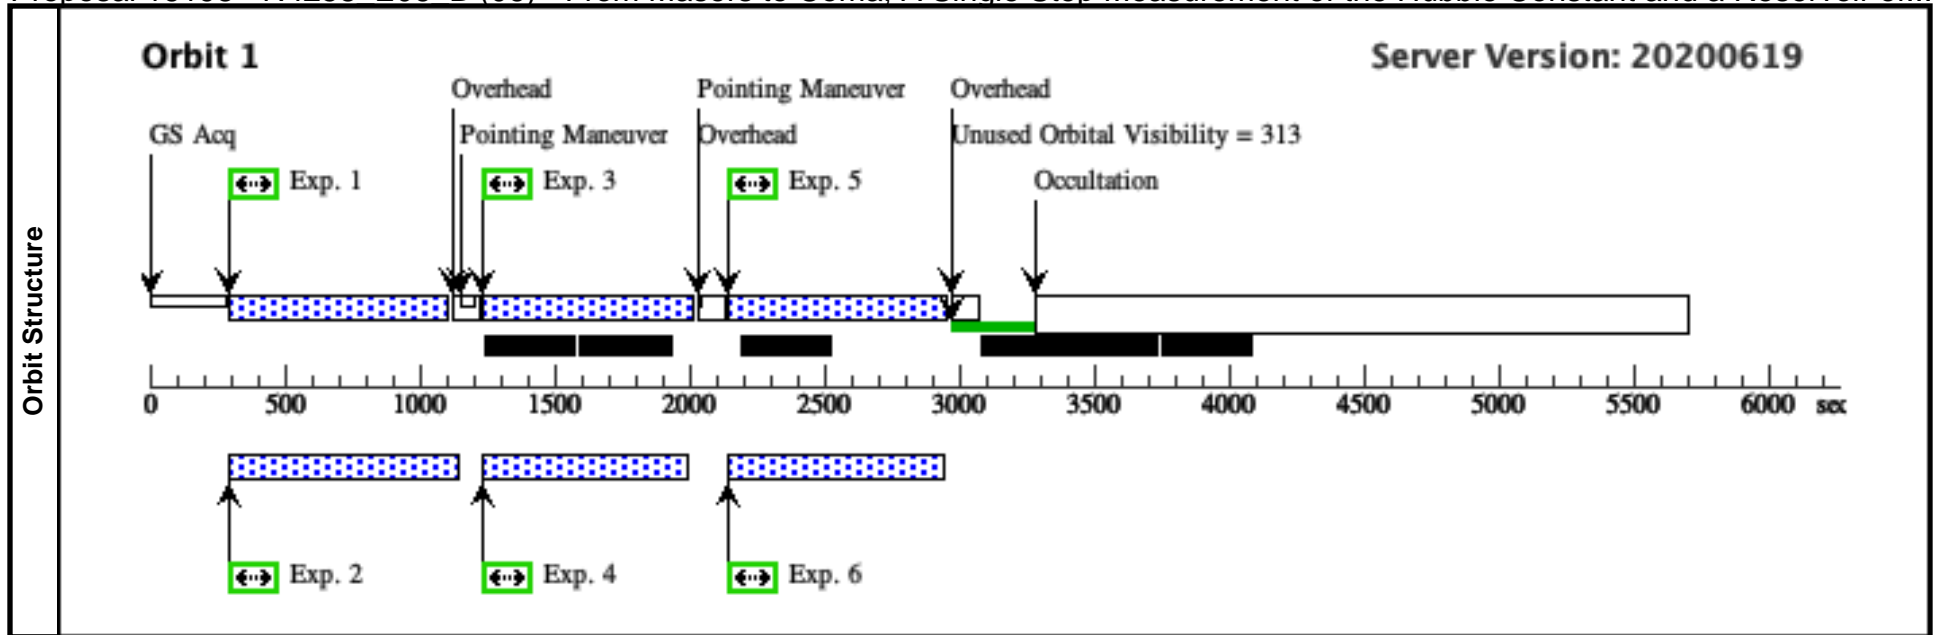 Orbit 1
Server Version: 20200619
Overhead
Pointing Maneuver
Overhead
GS Acq
Pointing Maneuver
Overhead
Unused Orbital Visibility = 313
Exp. 1
Exp. 3
Exp. 5
Occultation
Orbit Structure
0 500 1000 1500 2000 2500 3000 3500 4000 4500 5000 5500 6000 sec
Exp. 2
Exp. 4
Exp. 6